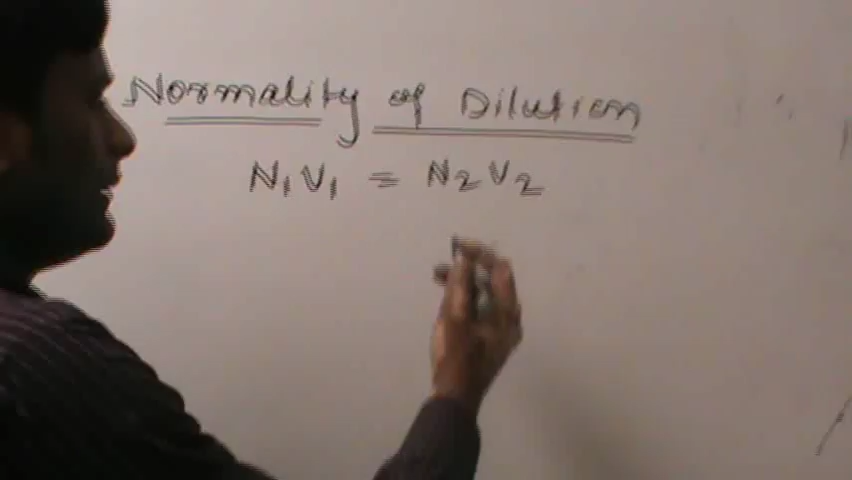 Normality of Dilution
N₁V₁ = N₂V₂